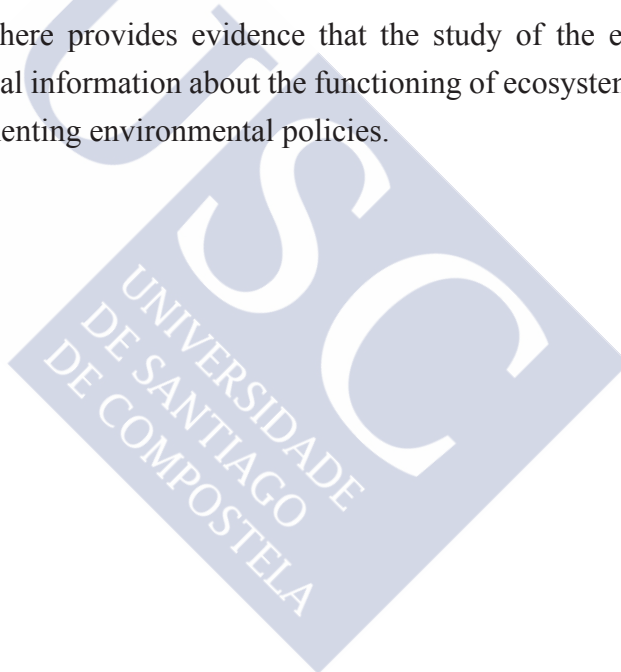 here provides evidence that the study of the e
al information about the functioning of ecosyster
enting environmental policies.
USC
UNIVERSIDADE
DE SANTIAGO
DE COMPOSTELA